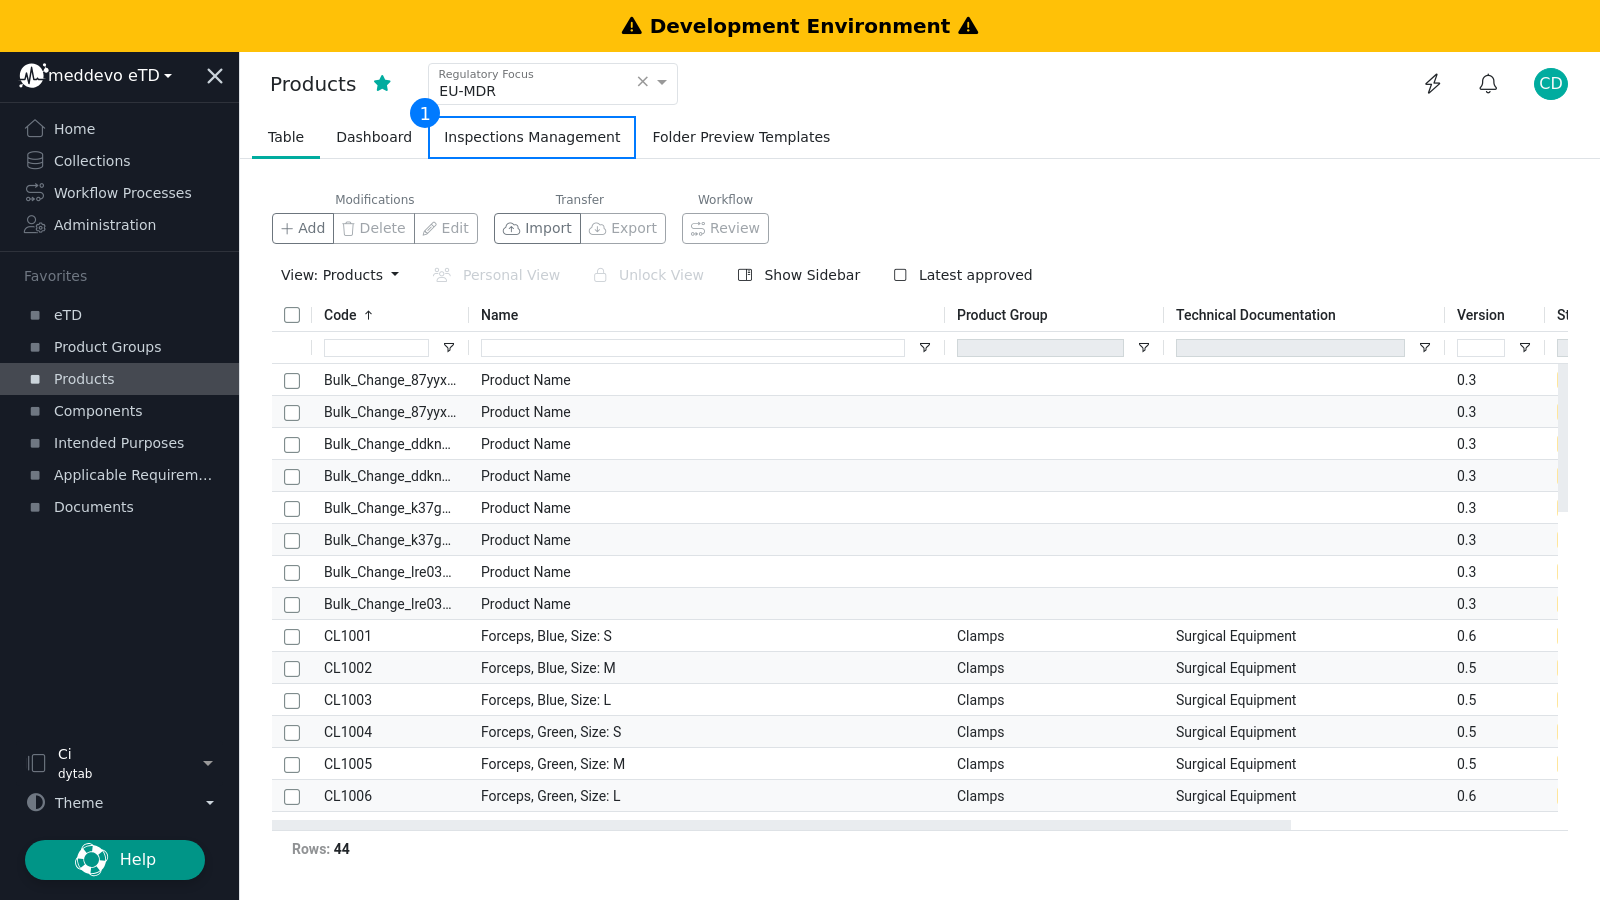 Development Environment
meddevo eTD
Home
Collections
Workflow Processes
Administration
Favorites
eTD
Product Groups
Products
Components
Intended Purposes
Applicable Requirem...
Documents
Ci
dytab
Theme
Help
Products
Regulatory Focus
EU-MDR
CD
1
Table Dashboard Inspections Management Folder Preview Templates
Modifications Transfer Workflow
Add Delete Edit Import Export Review
View: Products Personal View Unlock View Show Sidebar Latest approved
Code Name Product Group Technical Documentation Version St
Bulk_Change_87yyx... Product Name 0.3
Bulk_Change_87yyx... Product Name 0.3
Bulk_Change_ddkn... Product Name 0.3
Bulk_Change_ddkn... Product Name 0.3
Bulk_Change_k37g... Product Name 0.3
Bulk_Change_k37g... Product Name 0.3
Bulk_Change_lre03... Product Name 0.3
Bulk_Change_lre03... Product Name 0.3
CL1001 Forceps, Blue, Size: S Clamps Surgical Equipment 0.6
CL1002 Forceps, Blue, Size: M Clamps Surgical Equipment 0.5
CL1003 Forceps, Blue, Size: L Clamps Surgical Equipment 0.5
CL1004 Forceps, Green, Size: S Clamps Surgical Equipment 0.5
CL1005 Forceps, Green, Size: M Clamps Surgical Equipment 0.5
CL1006 Forceps, Green, Size: L Clamps Surgical Equipment 0.6
Rows: 44